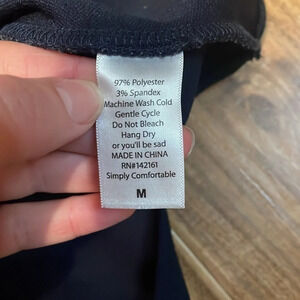 97% Polyester
3% Spandex
Machine Wash Cold
Gentle Cycle
Do Not Bleach
Hang Dry
or you'll be sad
MADE IN CHINA
RN#142161
Simply Comfortable
M